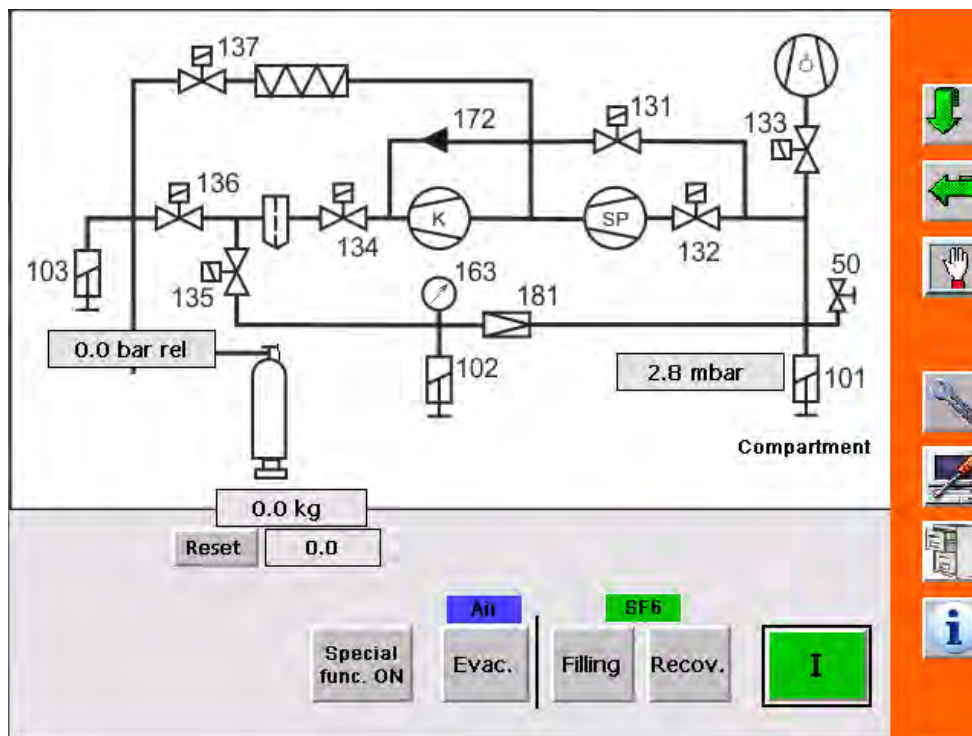 137
172
131
133
136
K
SP
134
132
103
135
163
181
50
0.0 bar rel
102
2.8 mbar
101
Compartment
0.0 kg
Reset
0.0
Air
SF6
Special
func. ON
Evac.
Filling
Recov.
I
i